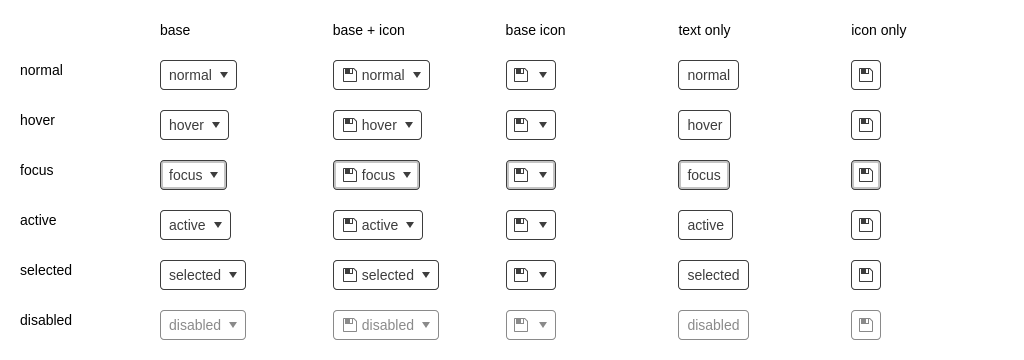 base base + icon base icon text only icon only
normal normal normal normal
hover hover hover hover
focus focus focus focus
active active active active
selected selected selected selected
disabled disabled disabled disabled